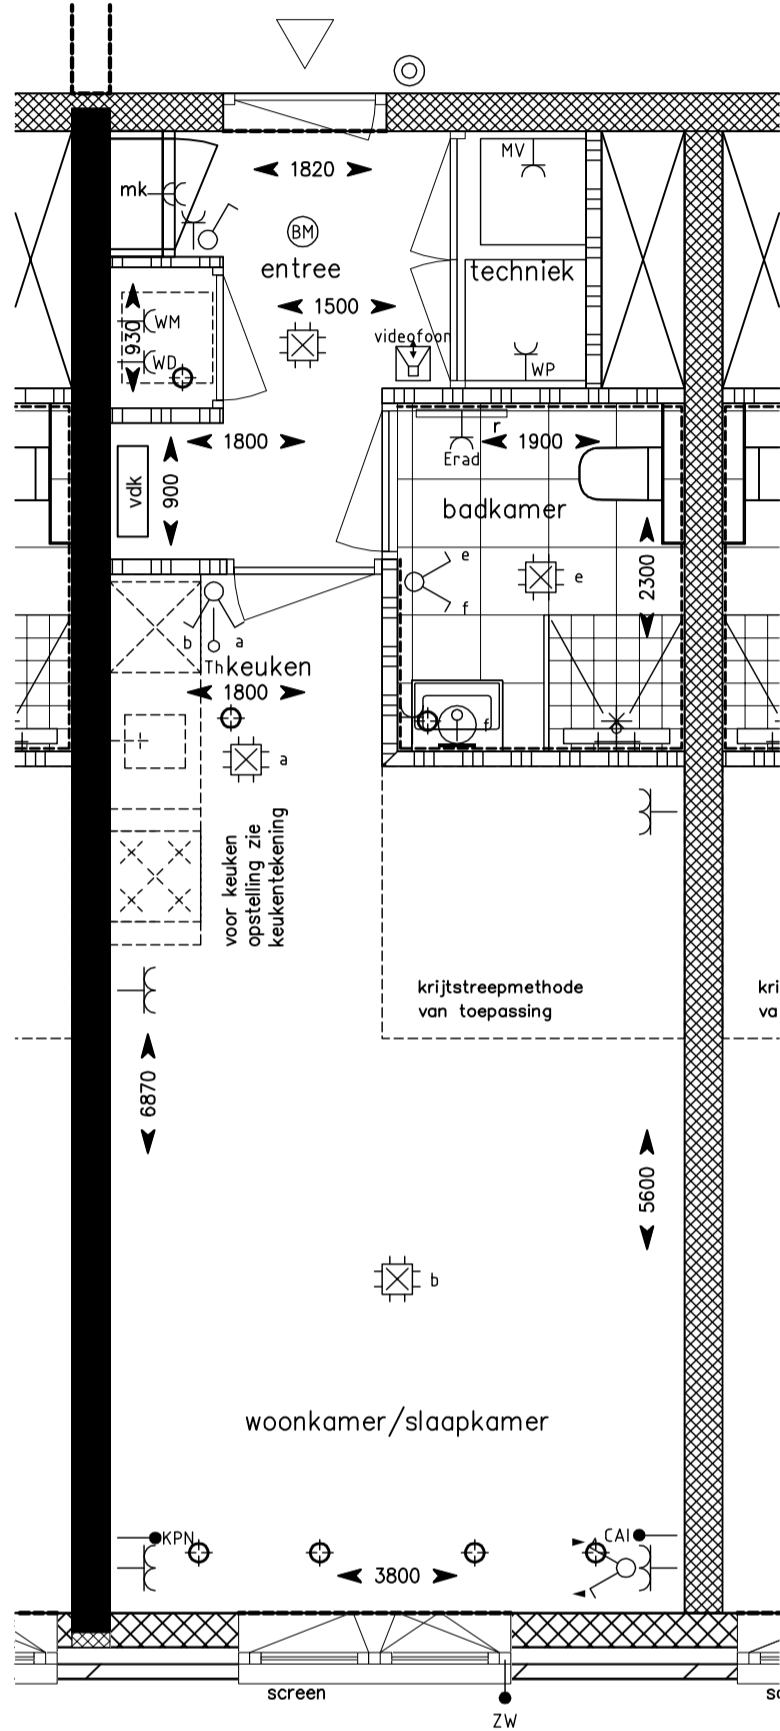 MV
1820
mk
BM
entree
techniek
1500
videofoon
WM
930
WD
WP
r
1800
1900
Erad
vdk
900
badkamer
e
e
2300
f
b
a
Th
keuken
1800
f
a
voor keuken
opstelling zie
keukentekening
krijtstreepmethode
van toepassing
kri
va
6870
5600
b
woonkamer/slaapkamer
KPN
CAI
3800
screen
sc
ZW